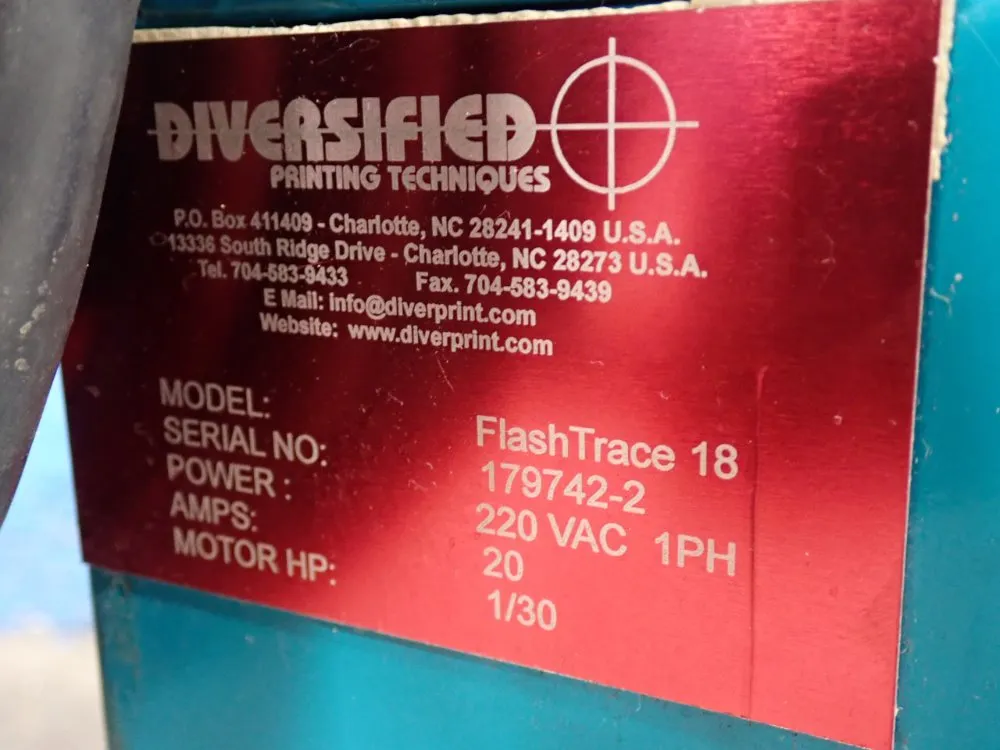 DIVERSIFIED
PRINTING TECHNIQUES
P.O. Box 411409 - Charlotte, NC 28241-1409 U.S.A.
13336 South Ridge Drive - Charlotte, NC 28273 U.S.A.
Tel. 704-583-9433 Fax. 704-583-9439
E Mail: info@diverprint.com
Website: www.diverprint.com
MODEL: FlashTrace 18
SERIAL NO: 179742-2
POWER : 220 VAC 1PH
AMPS: 20
MOTOR HP: 1/30